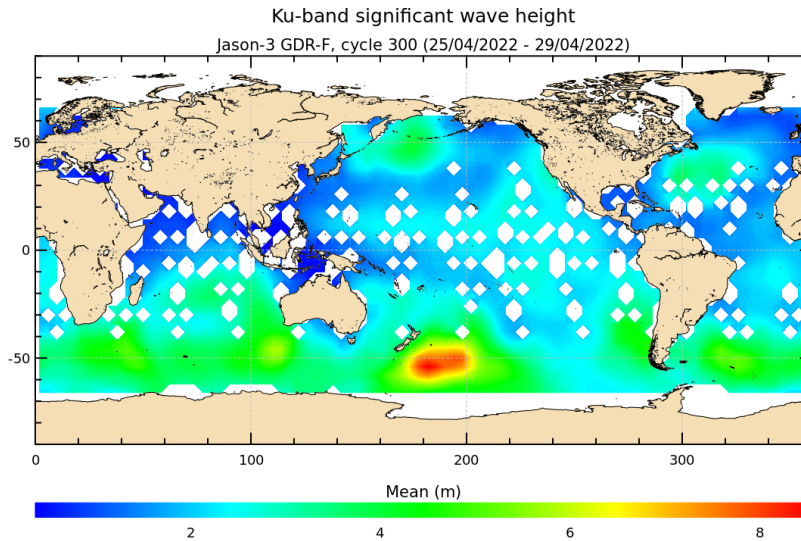 Ku-band significant wave height
Jason-3 GDR-F, cycle 300 (25/04/2022 - 29/04/2022)
50
0
-50
0 100 200 300
Mean (m)
2 4 6 8